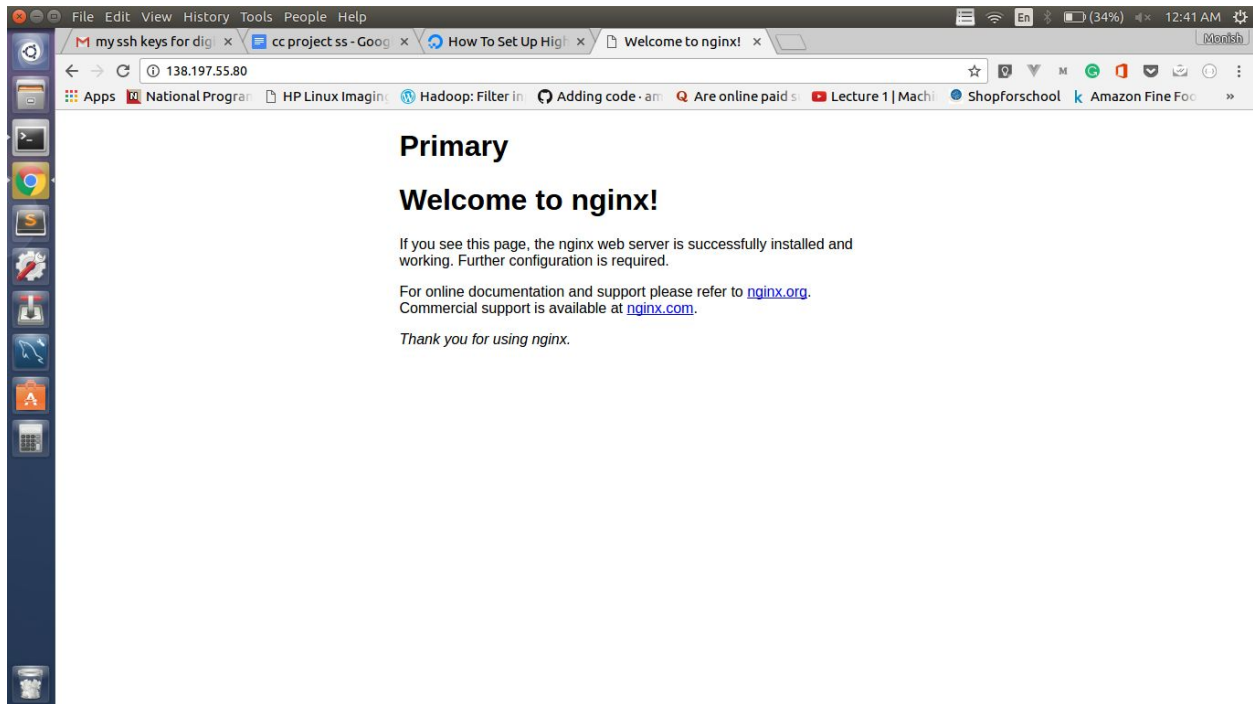 File Edit View History Tools People Help
En (34%) 12:41 AM
my ssh keys for digi
cc project ss - Goog
How To Set Up High
Welcome to nginx!
Monish
138.197.55.80
Apps National Program HP Linux Imaging Hadoop: Filter in Adding code · am Q Are online paid s Lecture 1 | Machi Shopforschool k Amazon Fine Foo »
Primary
Welcome to nginx!
If you see this page, the nginx web server is successfully installed and
working. Further configuration is required.
For online documentation and support please refer to nginx.org.
Commercial support is available at nginx.com.
Thank you for using nginx.